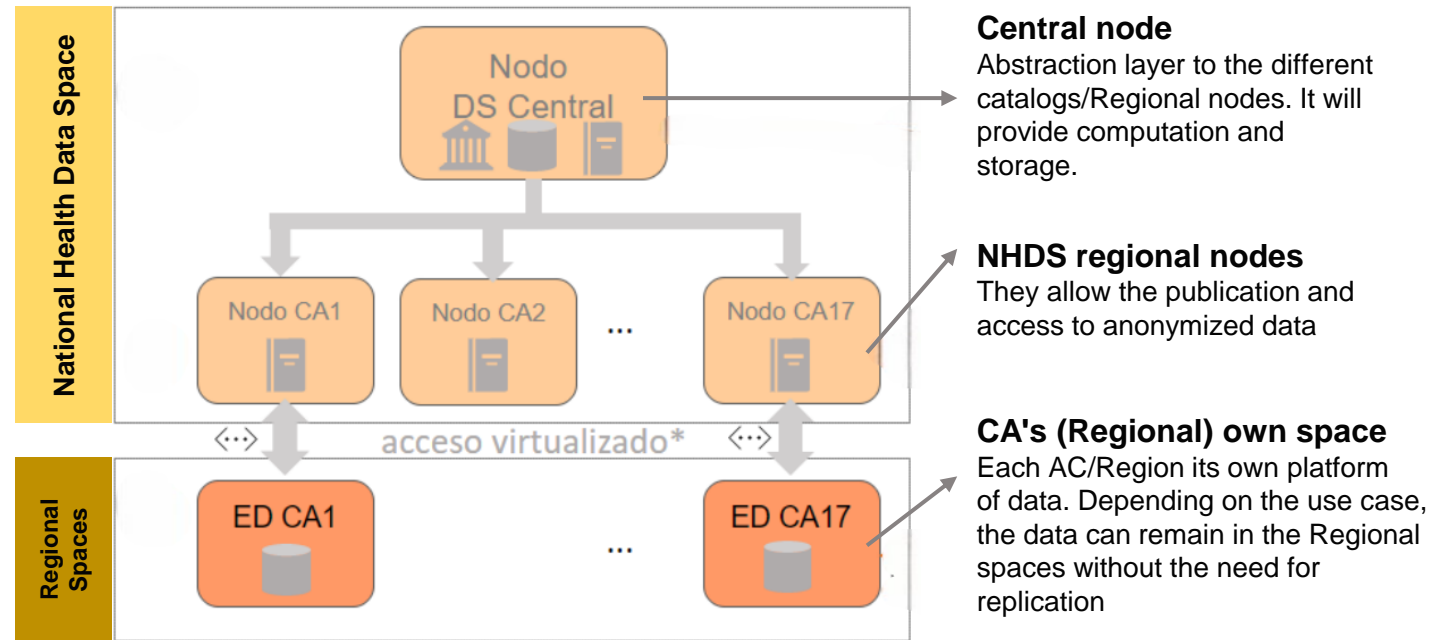 National Health Data Space
Nodo
DS Central
Central node
Abstraction layer to the different
catalogs/Regional nodes. It will
provide computation and
storage.
Nodo CA1
Nodo CA2
...
Nodo CA17
NHDS regional nodes
They allow the publication and
access to anonymized data
<···> acceso virtualizado* <···>
Regional
Spaces
ED CA1
...
ED CA17
CA's (Regional) own space
Each AC/Region its own platform
of data. Depending on the use case,
the data can remain in the Regional
spaces without the need for
replication